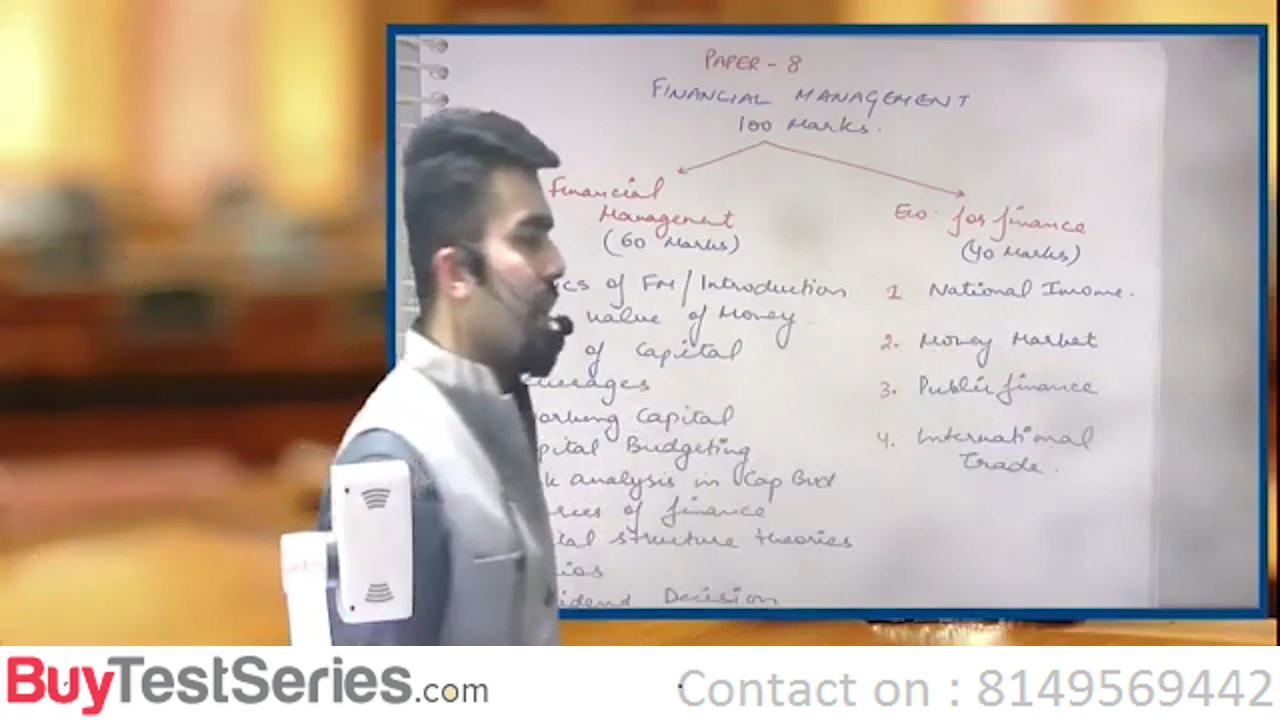 PAPER - 8
FINANCIAL MANAGEMENT
100 Marks.
Financial
Management
(60 Marks)
of FM / Introduction
value of Money
of Capital
Capital
Budgeting
analysis in Cap Bud
of finance
structure theories
Decision
Eco. for finance
(40 Marks)
1 National Income.
2. Money Market
3. Public finance
4. International
Trade.
BuyTestSeries.com
Contact on : 8149569442